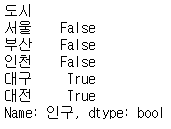 도시
서울 False
부산 False
인천 False
대구 True
대전 True
Name: 인구, dtype: bool